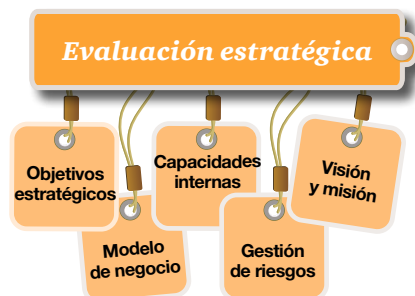 Evaluación estratégica
Objetivos
estratégicos
Modelo
de negocio
Capacidades
internas
Gestión
de riesgos
Visión
y misión